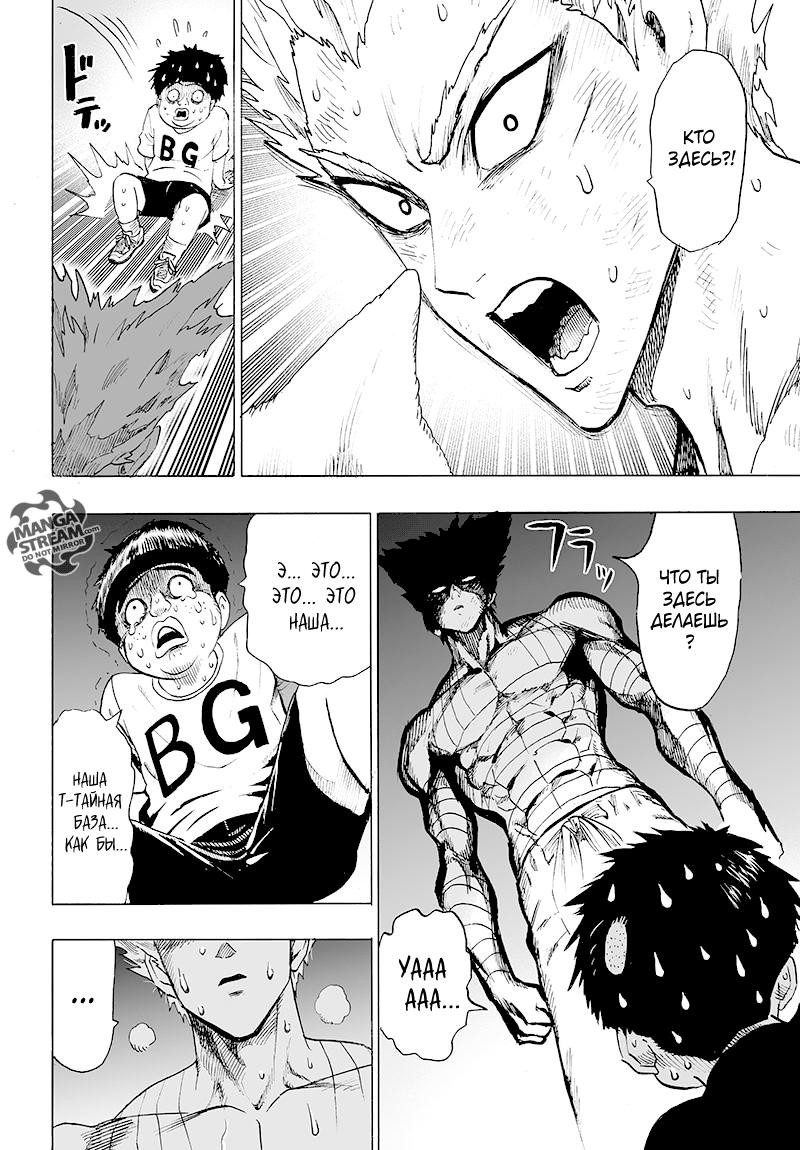 КТО
ЗДЕСЬ?!
ドテッ
BG
ЧТО ТЫ
ЗДЕСЬ
ДЕЛАЕШЬ
?
フラッ
УААА
ААА...
Э... ЭТО...
ЭТО... ЭТО
НАША...
BG
НАША
Т-ТАЙНАЯ
БАЗА...
КАК БЫ...
...
MANGA
STREAM.com
DO NOT MIRROR